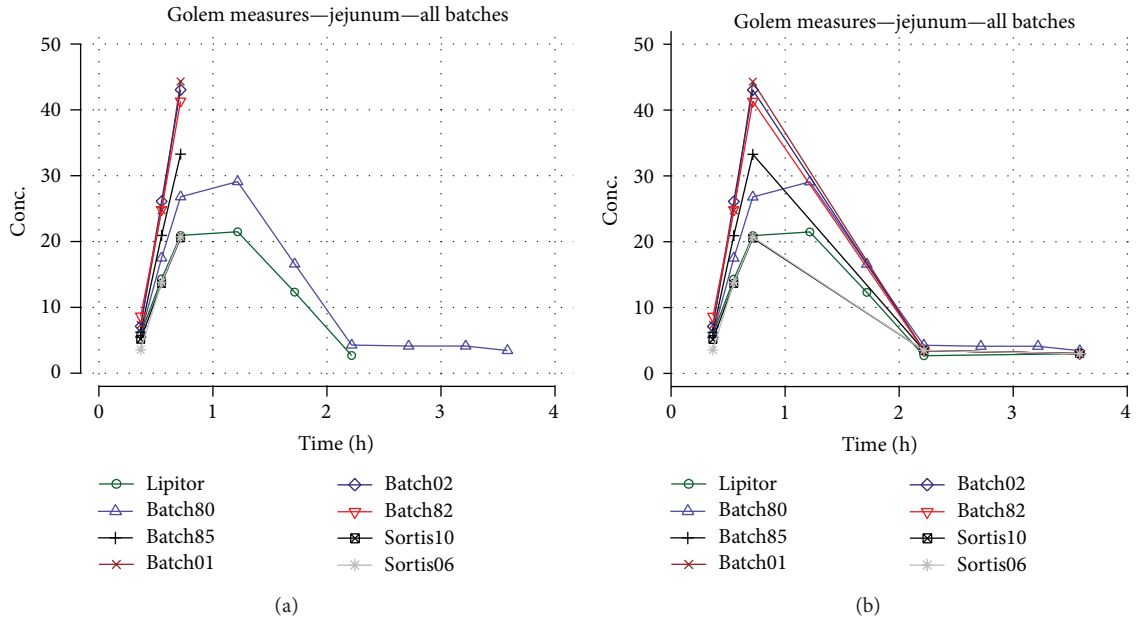 Golem measures—jejunum—all batches
50
40
30
20
10
0
Conc.
0 1 2 3 4
Time (h)
Lipitor
Batch80
Batch85
Batch01
Batch02
Batch82
Sortis10
Sortis06
(a)
Golem measures—jejunum—all batches
50
40
30
20
10
0
Conc.
0 1 2 3 4
Time (h)
Lipitor
Batch80
Batch85
Batch01
Batch02
Batch82
Sortis10
Sortis06
(b)